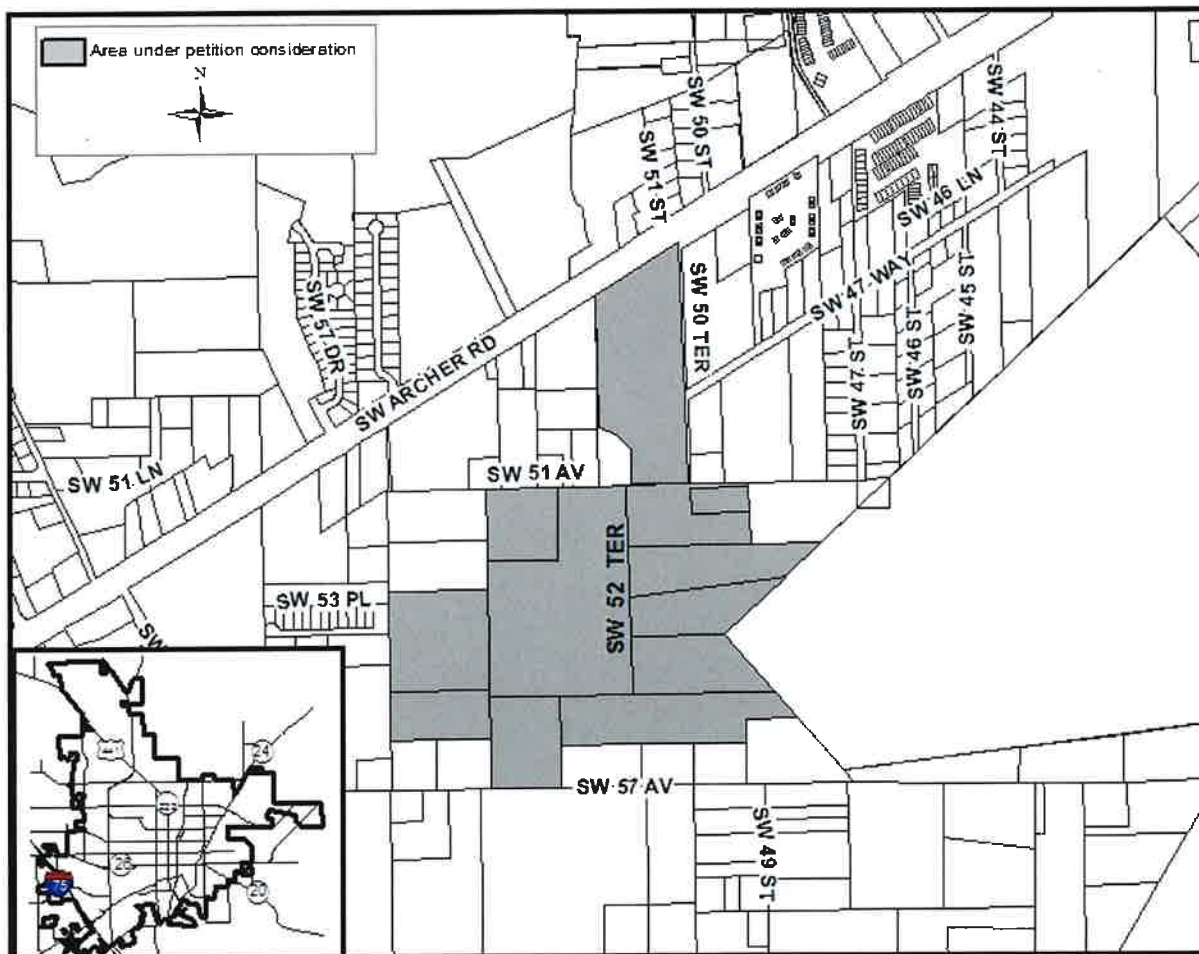 Area under petition consideration
N
SW 50 ST
SW 51 ST
SW 44 ST
SW 46 LN
SW 47 WAY
SW 50 TER
SW 57 DR
SW ARCHER RD
SW 47 ST
SW 46 ST
SW 45 ST
SW 51 LN
SW 51 AV
SW 52 TER
SW 53 PL
SW
SW 57 AV
SW 49 ST
24
26
20
75